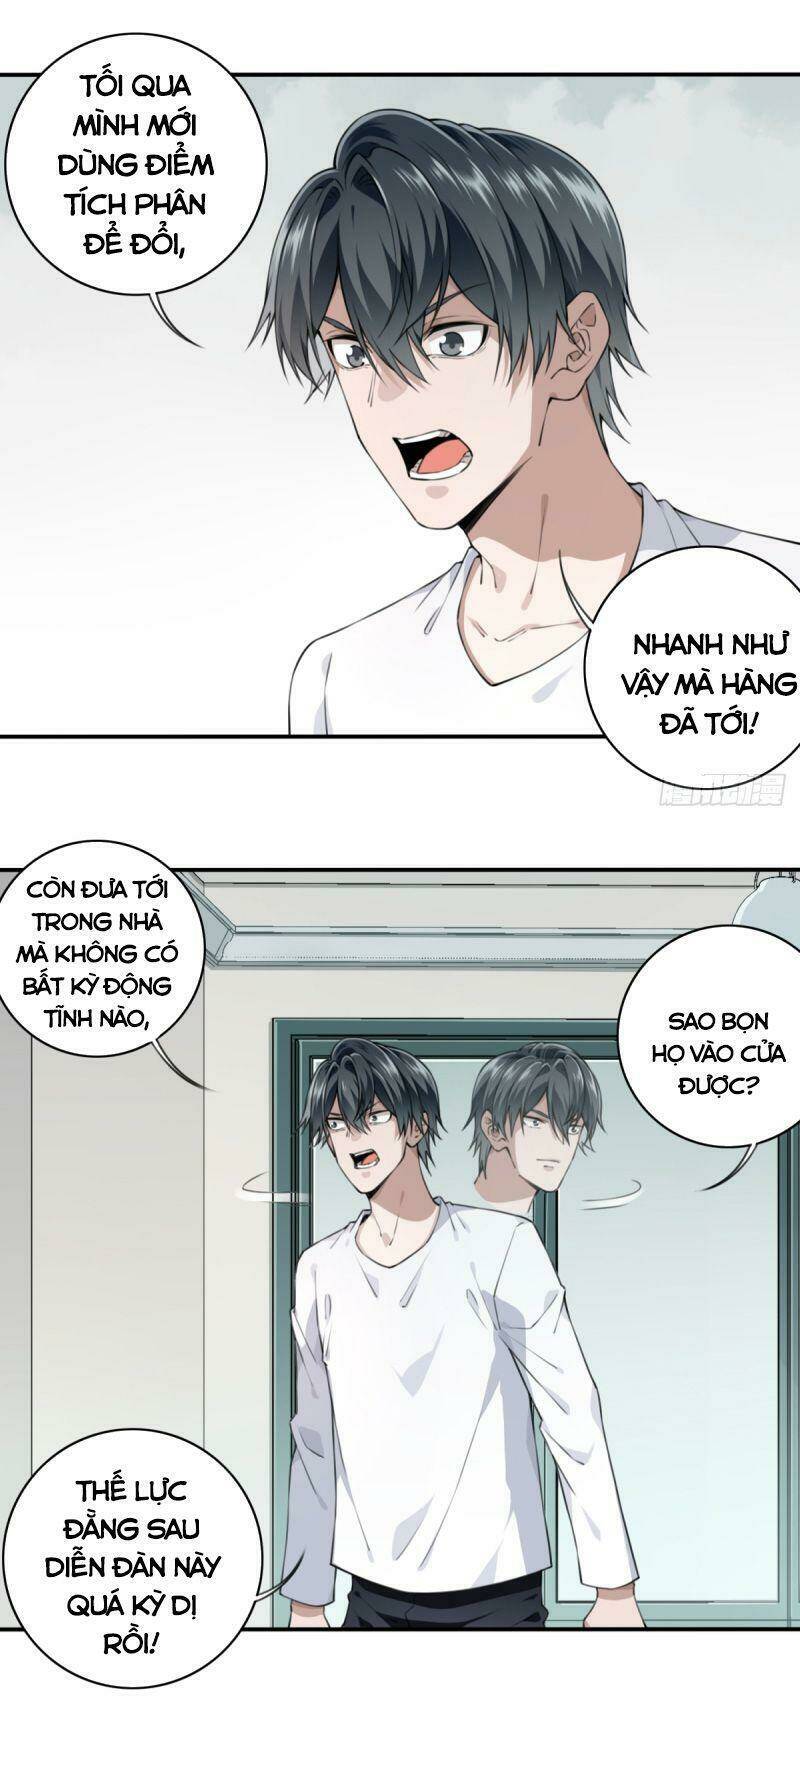 TỐI QUA
MÌNH MỚI
DÙNG ĐIỂM
TÍCH PHÂN
ĐỂ ĐỔI,
NHANH NHƯ
VẬY MÀ HÀNG
ĐÃ TỚI!
CÒN ĐƯA TỚI
TRONG NHÀ
MÀ KHÔNG CÓ
BẤT KỲ ĐỘNG
TĨNH NÀO,
SAO BỌN
HỌ VÀO CỬA
ĐƯỢC?
THẾ LỰC
ĐẰNG SAU
DIỄN ĐÀN NÀY
QUÁ KỲ DỊ
RỒI!